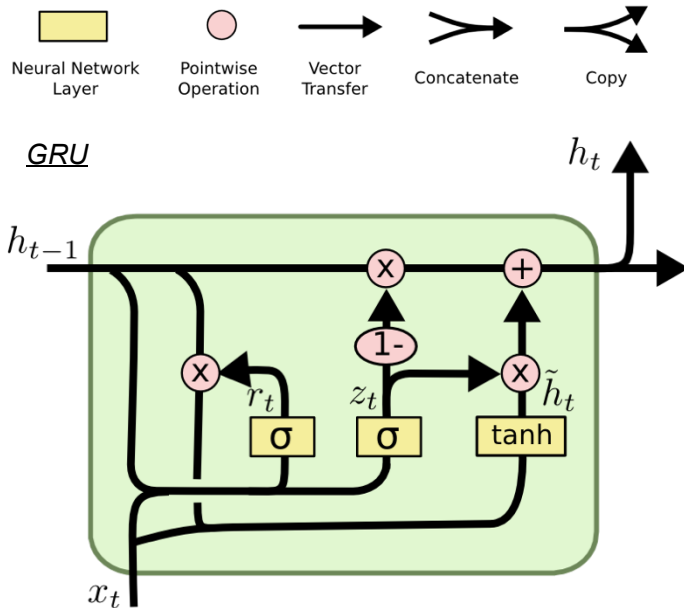 Neural Network
Layer
Pointwise
Operation
Vector
Transfer
Concatenate
Copy
GRU
h_t
h_{t-1}
x
+
1-
x
r_t
z_t
x
h̃_t
σ
σ
tanh
x_t